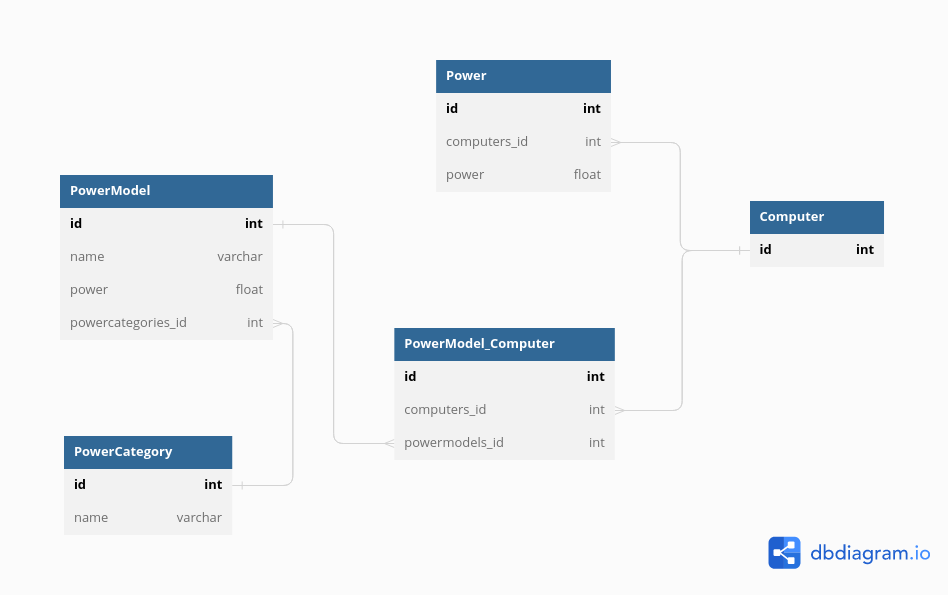 Power
id int
computers_id int
power float
PowerModel
id int
name varchar
power float
powercategories_id int
Computer
id int
PowerModel_Computer
id int
computers_id int
powermodels_id int
PowerCategory
id int
name varchar
dbdiagram.io